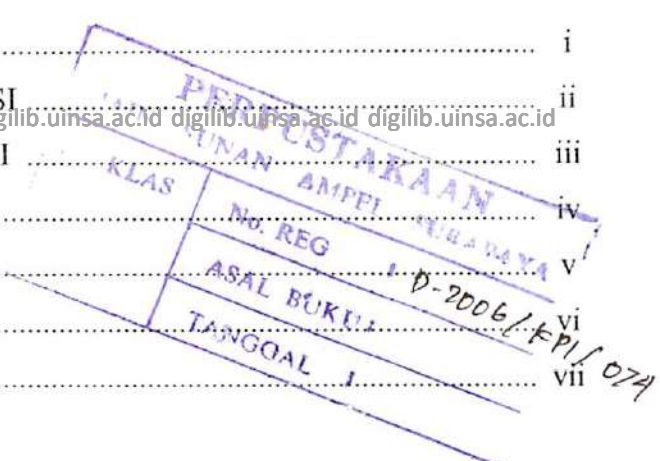 i
SI ii
digilib.uinsa.ac.id digilib.uinsa.ac.id digilib.uinsa.ac.id
I iii
iv
v
vi
vii
PERPUSTAKAAN
SUNAN AMPEL SURABAYA
KLAS
No. REG : D-2006/KPI/074
ASAL BUKU :
TANGGAL :